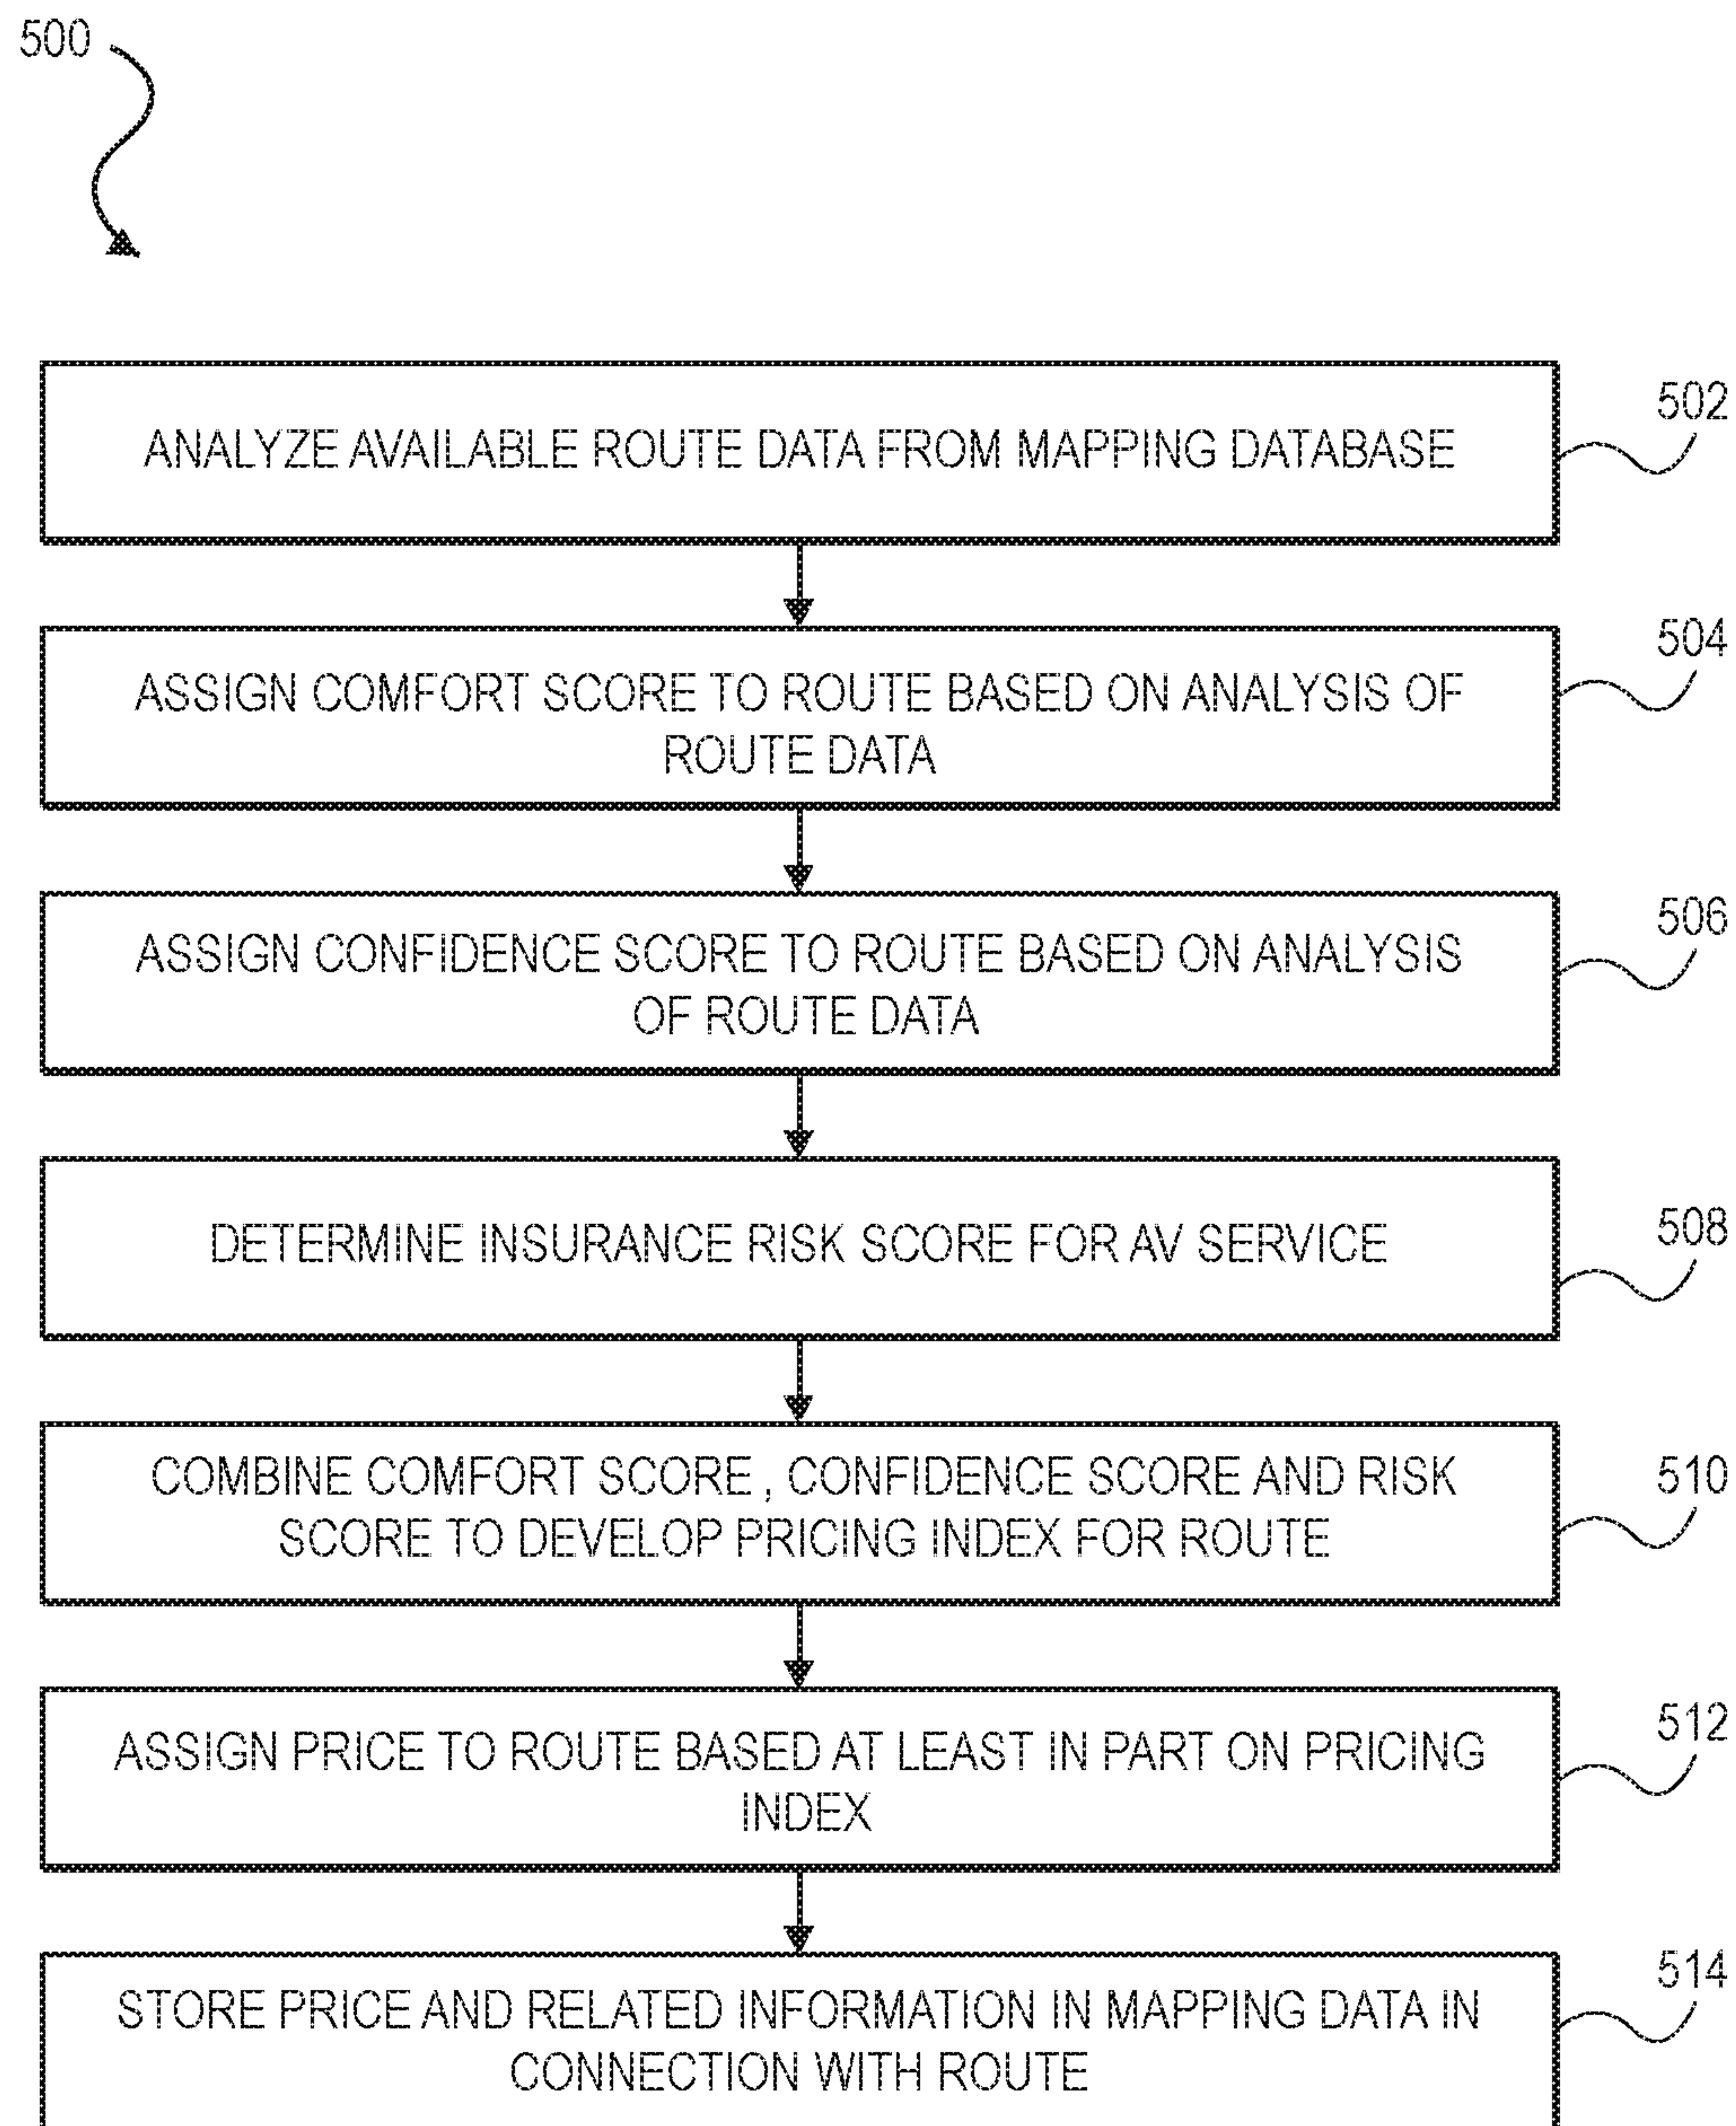 500
ANALYZE AVAILABLE ROUTE DATA FROM MAPPING DATABASE
502
ASSIGN COMFORT SCORE TO ROUTE BASED ON ANALYSIS OF
ROUTE DATA
504
ASSIGN CONFIDENCE SCORE TO ROUTE BASED ON ANALYSIS
OF ROUTE DATA
506
DETERMINE INSURANCE RISK SCORE FOR AV SERVICE
508
COMBINE COMFORT SCORE , CONFIDENCE SCORE AND RISK
SCORE TO DEVELOP PRICING INDEX FOR ROUTE
510
ASSIGN PRICE TO ROUTE BASED AT LEAST IN PART ON PRICING
INDEX
512
STORE PRICE AND RELATED INFORMATION IN MAPPING DATA IN
CONNECTION WITH ROUTE
514